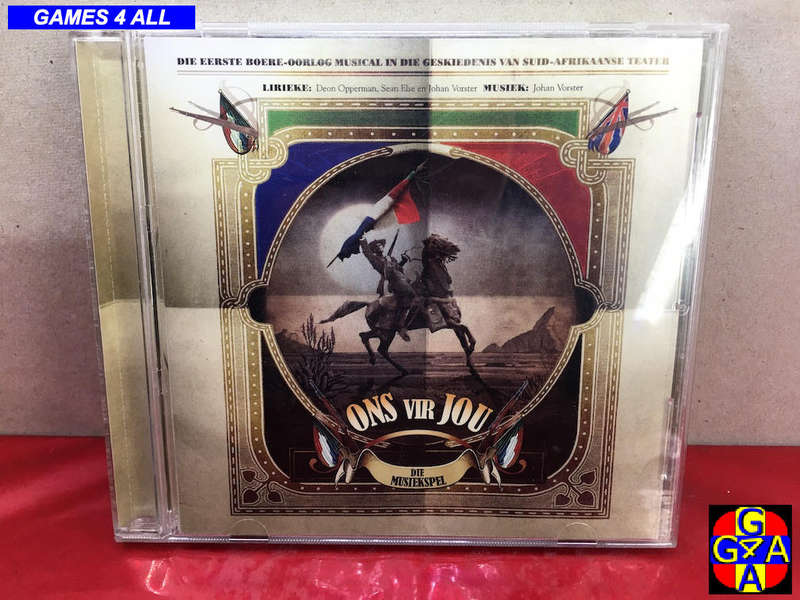 GAMES 4 ALL
DIE EERSTE BOERE-OORLOG MUSICAL IN DIE GESKIEDENIS VAN SUID-AFRIKAANSE TEATER
LIRIEKE: Deon Opperman, Sean Else en Johan Vorster MUSIEK: Johan Vorster
ONS VIR JOU
DIE
MUSIEKSPEL
G
G4A
A